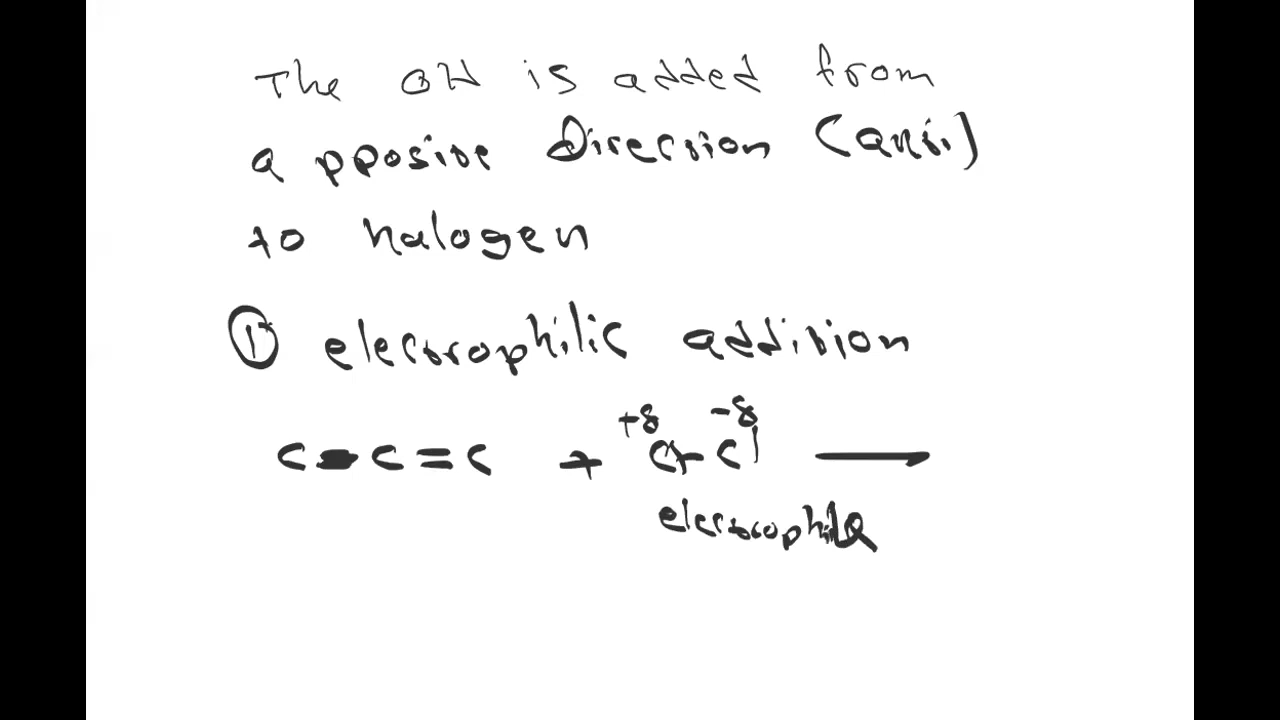 The OH is added from
a pposite Direction (anti)
to halogen
① electrophilic addition
C-C=C + Cl-Cl ⟶
+δ -δ
electrophile